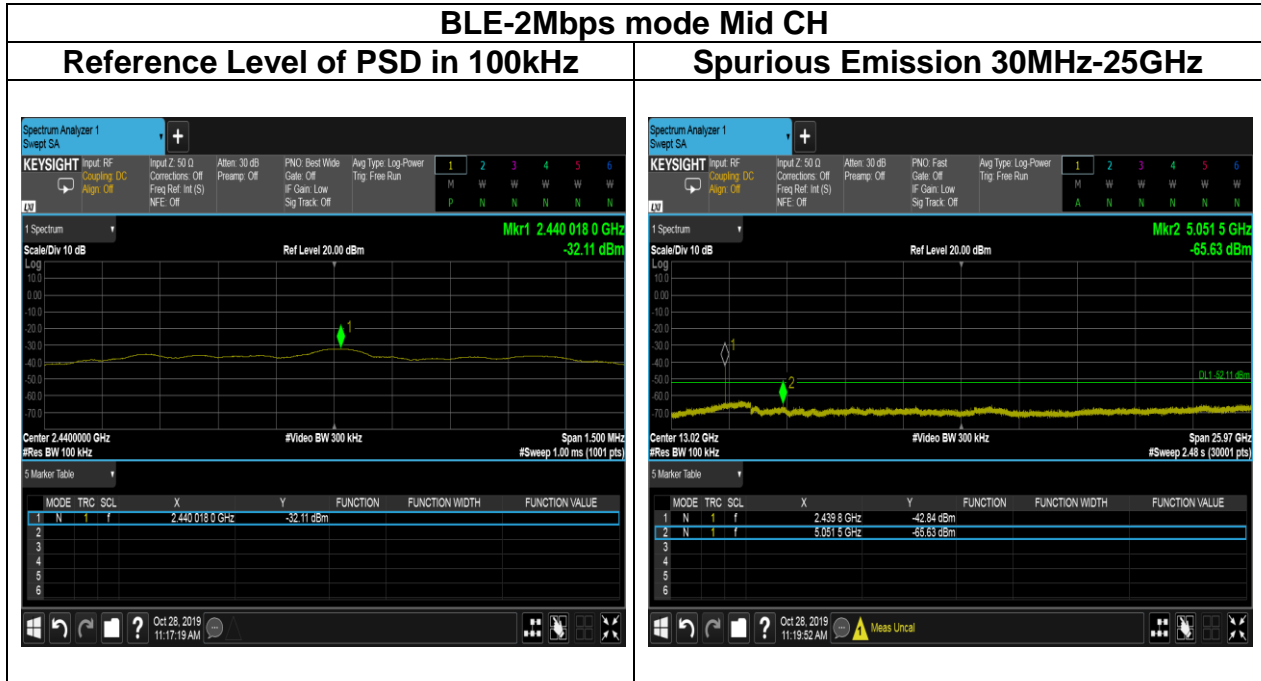 BLE-2Mbps mode Mid CH
Reference Level of PSD in 100kHz
Spurious Emission 30MHz-25GHz
Spectrum Analyzer 1
Swept SA
+
KEYSIGHT Input: RF Input Z: 50 Ω Atten: 30 dB PNO: Best Wide Avg Type: Log-Power 1 2 3 4 5 6
Coupling: DC Corrections: Off Preamp: Off Gate: Off Trig: Free Run M W W W W W
Align: Off Freq Ref: Int (S) IF Gain: Low P N N N N N
LXI NFE: Off Sig Track: Off
1 Spectrum Mkr1 2.440 018 0 GHz
Scale/Div 10 dB Ref Level 20.00 dBm -32.11 dBm
Log
10.0
0.00
-10.0
-20.0
1
-30.0
-40.0
-50.0
-60.0
-70.0
Center 2.4400000 GHz #Video BW 300 kHz Span 1.500 MHz
#Res BW 100 kHz #Sweep 1.00 ms (1001 pts)
5 Marker Table
MODE TRC SCL X Y FUNCTION FUNCTION WIDTH FUNCTION VALUE
1 N 1 f 2.440 018 0 GHz -32.11 dBm
2
3
4
5
6
? Oct 28, 2019
11:17:19 AM
Spectrum Analyzer 1
Swept SA
+
KEYSIGHT Input: RF Input Z: 50 Ω Atten: 30 dB PNO: Fast Avg Type: Log-Power 1 2 3 4 5 6
Coupling: DC Corrections: Off Preamp: Off Gate: Off Trig: Free Run M W W W W W
Align: Off Freq Ref: Int (S) IF Gain: Low A N N N N N
LXI NFE: Off Sig Track: Off
1 Spectrum Mkr2 5.051 5 GHz
Scale/Div 10 dB Ref Level 20.00 dBm -65.63 dBm
Log
10.0
0.00
-10.0
-20.0
-30.0 1
-40.0
-50.0 DL1 -52.11 dBm
2
-60.0
-70.0
Center 13.02 GHz #Video BW 300 kHz Span 25.97 GHz
#Res BW 100 kHz #Sweep 2.48 s (30001 pts)
5 Marker Table
MODE TRC SCL X Y FUNCTION FUNCTION WIDTH FUNCTION VALUE
1 N 1 f 2.439 8 GHz -42.84 dBm
2 N 1 f 5.051 5 GHz -65.63 dBm
3
4
5
6
? Oct 28, 2019 Meas Uncal
11:19:52 AM